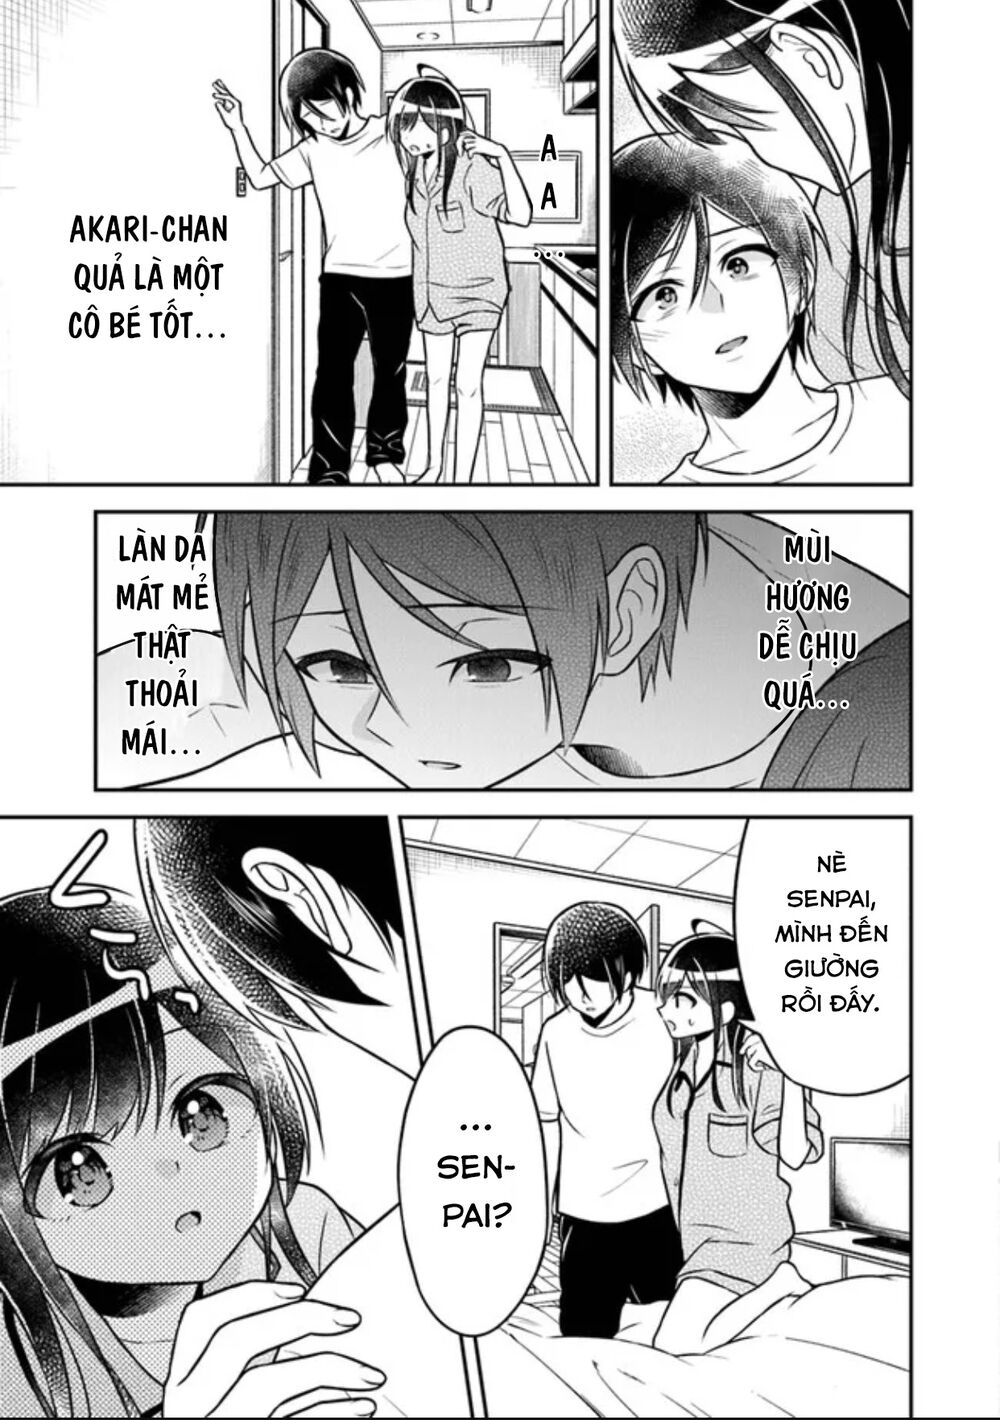 A
A
...
AKARI-CHAN
QUẢ LÀ MỘT
CÔ BÉ TỐT...
MÙI
HƯƠNG
DỄ CHỊU
QUÁ...
LÀN DA
MÁT MẺ
THẬT
THOẢI
MÁI...
NÈ
SENPAI,
MÌNH ĐẾN
GIƯỜNG
RỒI ĐẤY.
...
SEN-
PAI?